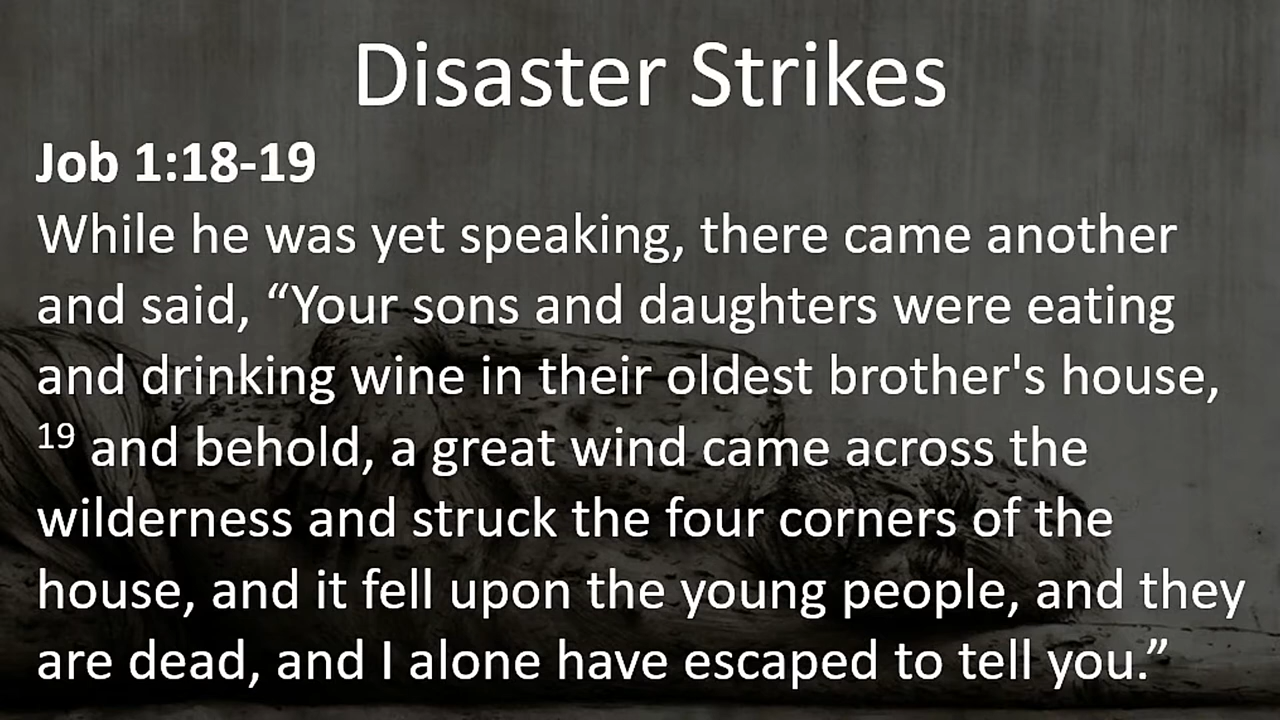 Disaster Strikes
Job 1:18-19
While he was yet speaking, there came another
and said, “Your sons and daughters were eating
and drinking wine in their oldest brother's house,
19 and behold, a great wind came across the
wilderness and struck the four corners of the
house, and it fell upon the young people, and they
are dead, and I alone have escaped to tell you.”